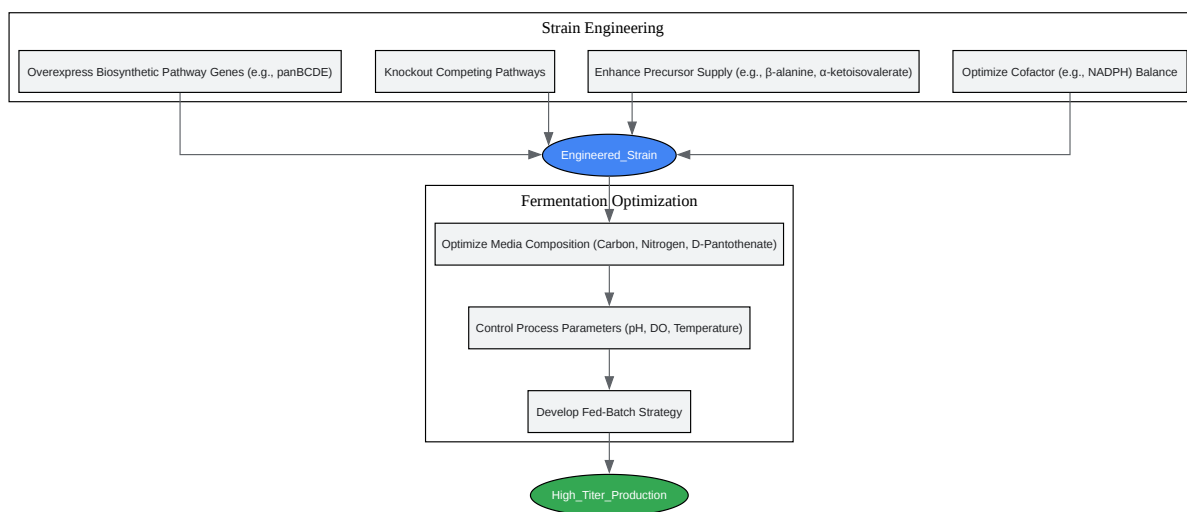 Strain Engineering
Overexpress Biosynthetic Pathway Genes (e.g., panBCDE)
Knockout Competing Pathways
Enhance Precursor Supply (e.g., β-alanine, α-ketoisovalerate)
Optimize Cofactor (e.g., NADPH) Balance
Engineered_Strain
Fermentation Optimization
Optimize Media Composition (Carbon, Nitrogen, D-Pantothenate)
Control Process Parameters (pH, DO, Temperature)
Develop Fed-Batch Strategy
High_Titer_Production